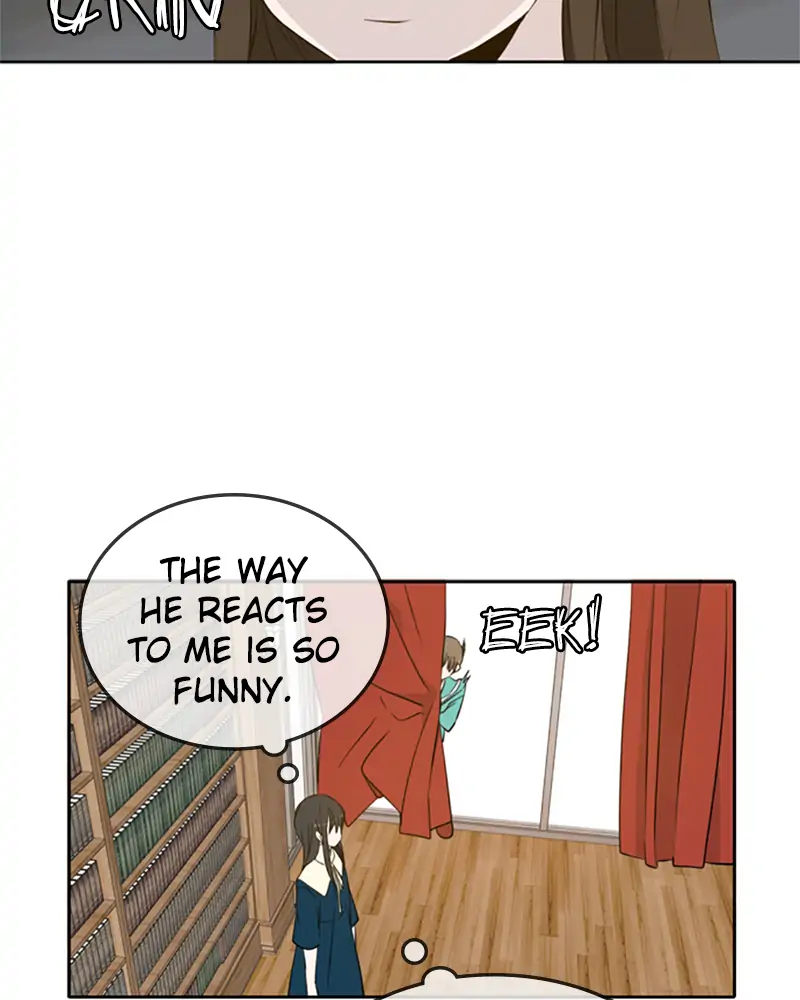 THE WAY
HE REACTS
TO ME IS SO
FUNNY.
EEK!